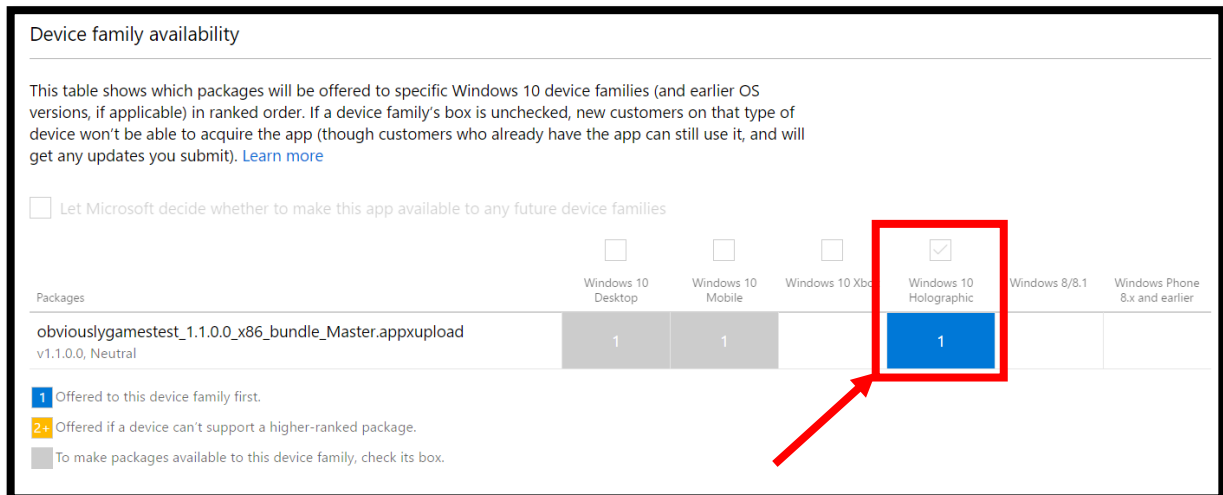 Device family availability
This table shows which packages will be offered to specific Windows 10 device families (and earlier OS
versions, if applicable) in ranked order. If a device family's box is unchecked, new customers on that type of
device won't be able to acquire the app (though customers who already have the app can still use it, and will
get any updates you submit). Learn more
Let Microsoft decide whether to make this app available to any future device families
Packages
Windows 10 Desktop
Windows 10 Mobile
Windows 10
Windows 10 Holographic
Windows 8/8.1
Windows Phone 8.x and earlier
obviouslygamestest_1.1.0.0_x86_bundle_Master.appxupload
1 1 1
v1.1.0.0, Neutral
1 Offered to this device family first.
2+ Offered if a device can't support a higher-ranked package.
To make packages available to this device family, check its box.